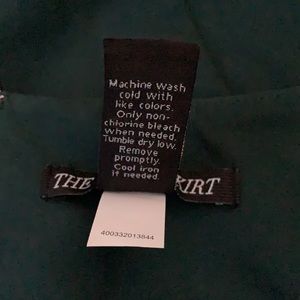 Machine wash
cold with
like colors.
Only non-
chlorine bleach
when needed.
Tumble dry low.
Remove
promptly.
Cool iron
if needed.
THE KIRT
400332013844